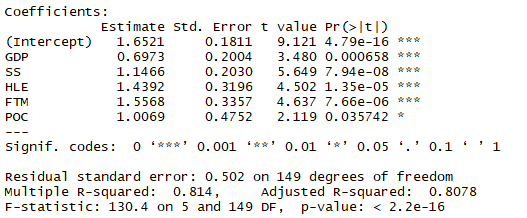 Coefficients:
            Estimate Std. Error t value Pr(>|t|)
(Intercept)   1.6521     0.1811   9.121 4.79e-16 ***
GDP           0.6973     0.2004   3.480 0.000658 ***
SS            1.1466     0.2030   5.649 7.94e-08 ***
HLE           1.4392     0.3196   4.502 1.35e-05 ***
FTM           1.5568     0.3357   4.637 7.66e-06 ***
POC           1.0069     0.4752   2.119 0.035742 *
---
Signif. codes:  0 ‘***’ 0.001 ‘**’ 0.01 ‘*’ 0.05 ‘.’ 0.1 ‘ ’ 1
Residual standard error: 0.502 on 149 degrees of freedom
Multiple R-squared:  0.814,	Adjusted R-squared:  0.8078
F-statistic: 130.4 on 5 and 149 DF,  p-value: < 2.2e-16